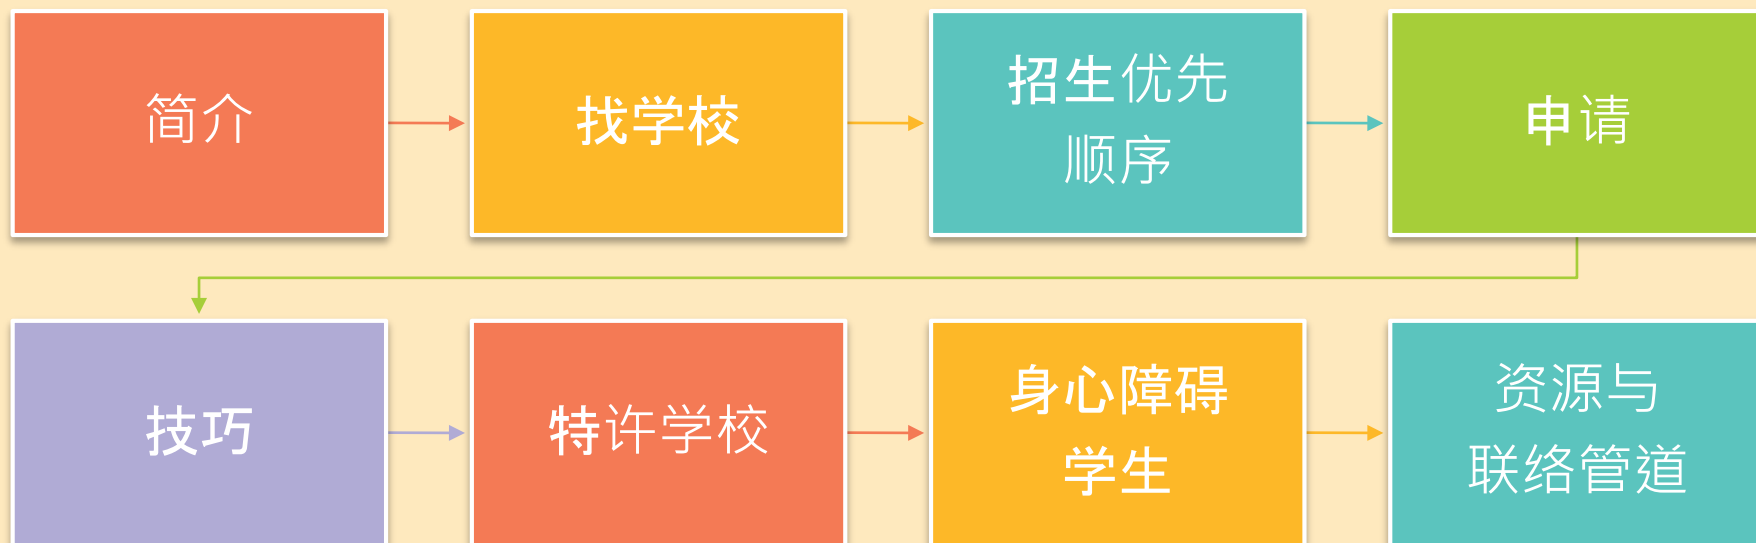 简介
找学校
招生优先
顺序
申请
技巧
特许学校
身心障碍
学生
资源与
联络管道